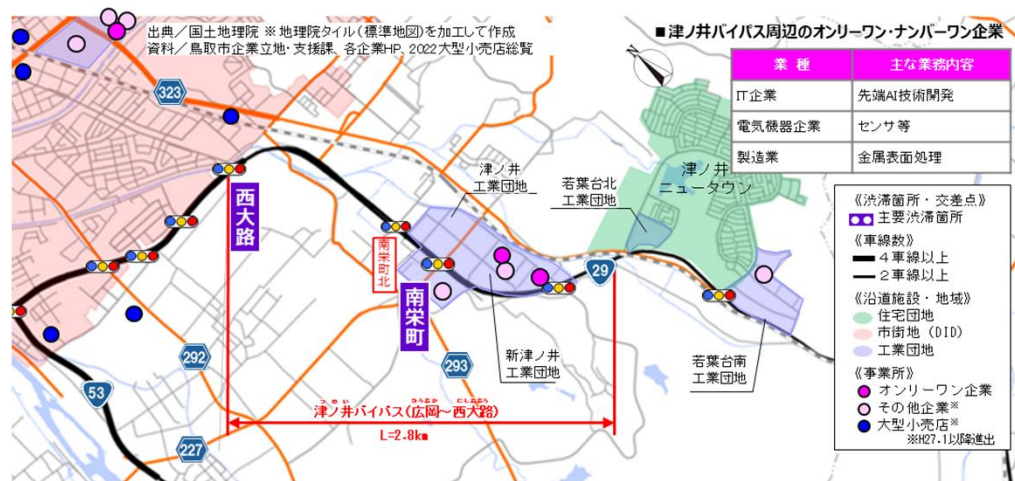 出典／国土地理院 ※地理院タイル(標準地図)を加工して作成
資料／鳥取市企業立地･支援課、各企業HP、2022大型小売店総覧
■津ノ井バイパス周辺のオンリーワン･ナンバーワン企業
業 種
主な業務内容
IT企業
先端AI技術開発
電気機器企業
センサ等
製造業
金属表面処理
323
津ノ井
工業団地
若葉台北
工業団地
津ノ井
ニュータウン
西大路
南栄町北
南栄町
29
新津ノ井
工業団地
若葉台南
工業団地
292
293
53
227
つのい
ひろおか
にしおおろ
津ノ井バイパス(広岡～西大路)
L=2.8km
《渋滞箇所・交差点》
主要渋滞箇所
《車線数》
４車線以上
２車線以上
《沿道施設・地域》
住宅団地
市街地（DID）
工業団地
《事業所》
オンリーワン企業
その他企業※
大型小売店※
※H27.1以降進出